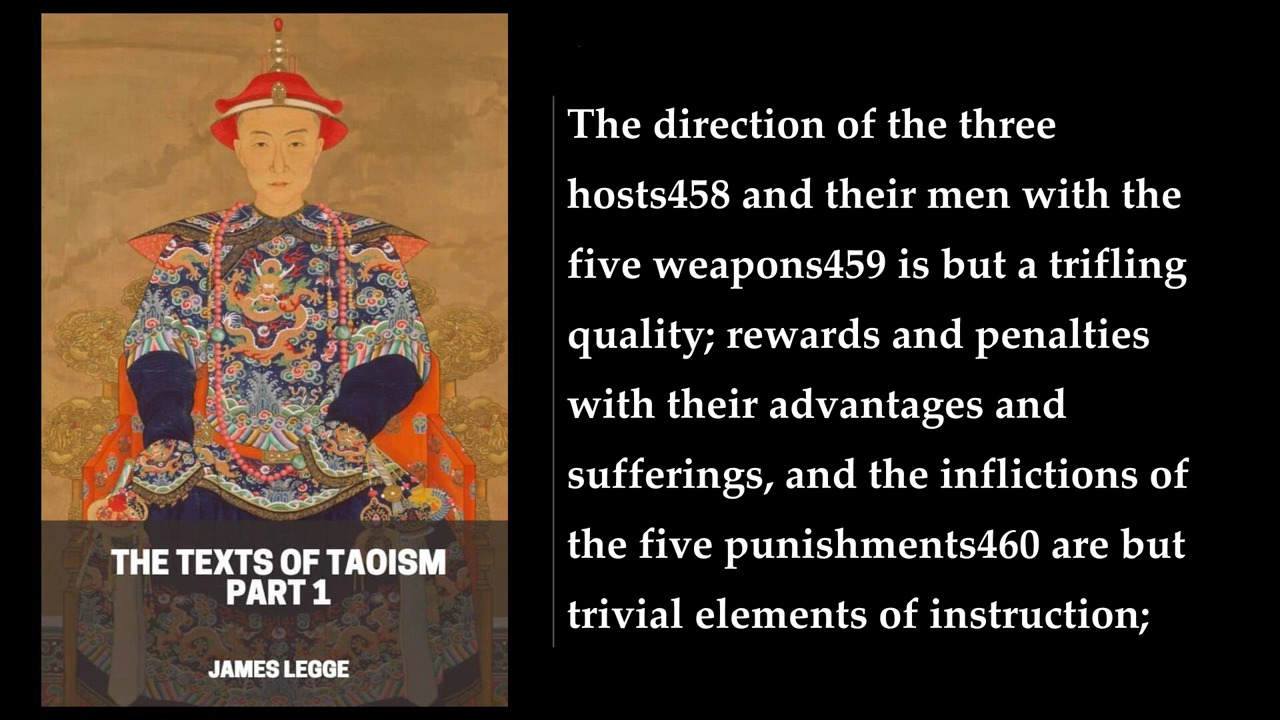 THE TEXTS OF TAOISM
PART 1
JAMES LEGGE
The direction of the three
hosts458 and their men with the
five weapons459 is but a trifling
quality; rewards and penalties
with their advantages and
sufferings, and the inflictions of
the five punishments460 are but
trivial elements of instruction;